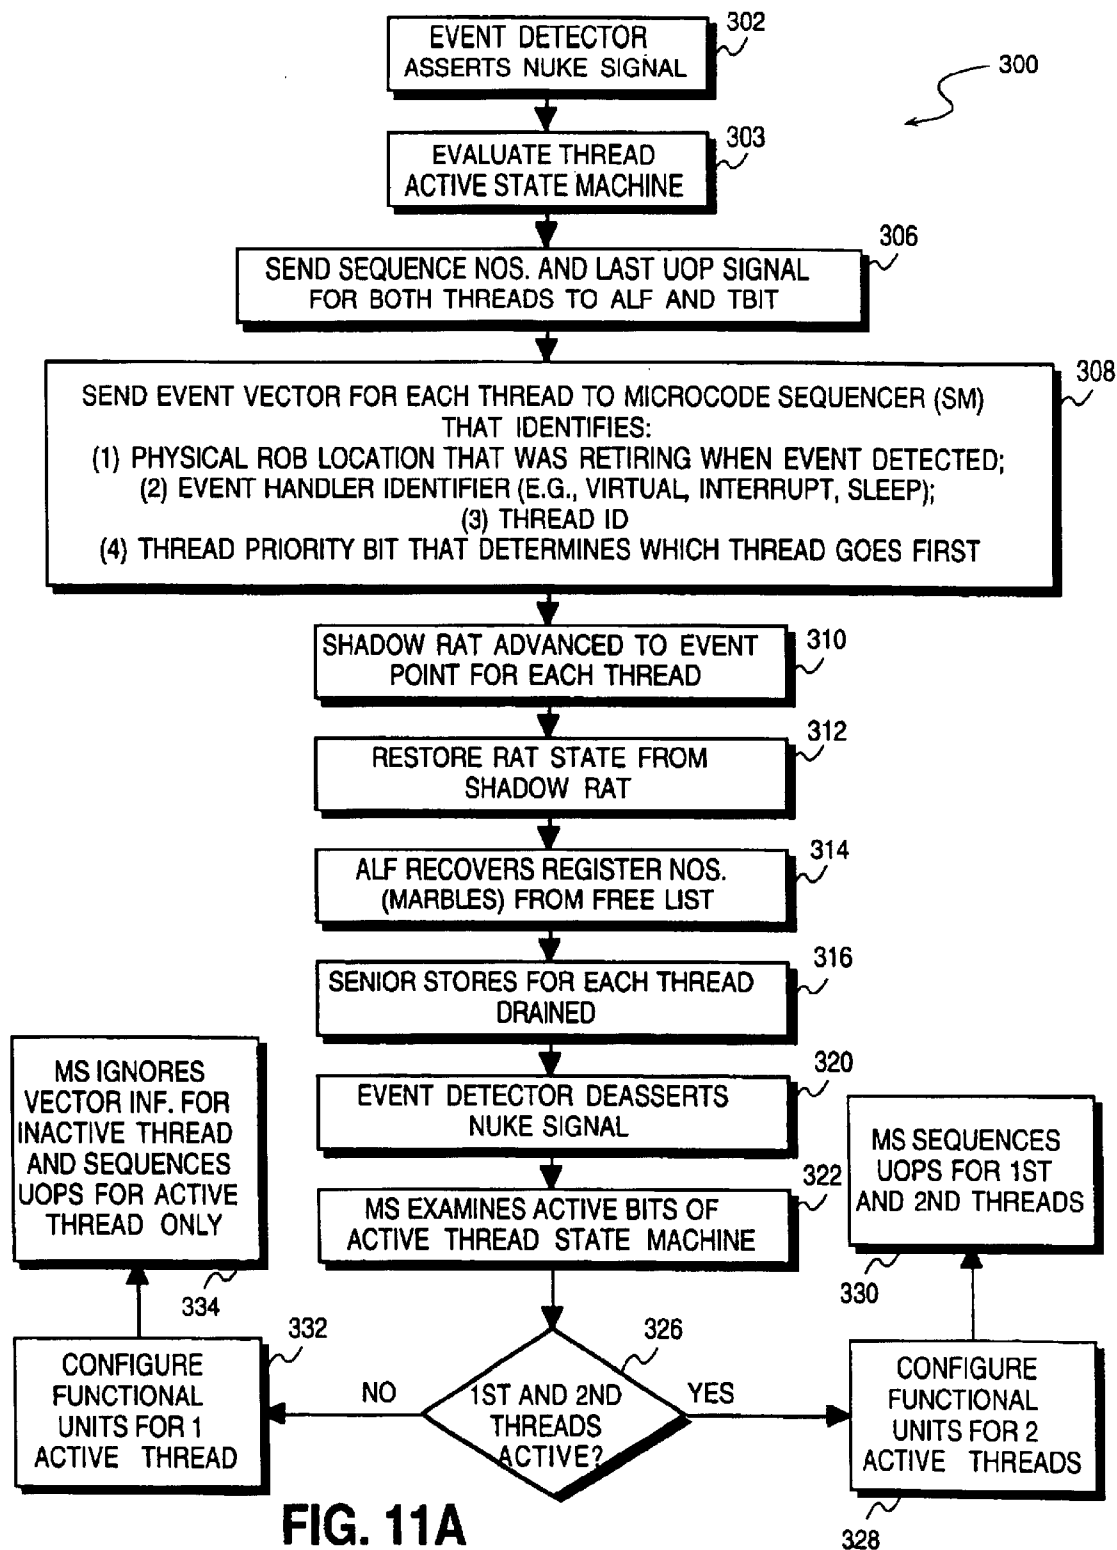 302
EVENT DETECTOR
ASSERTS NUKE SIGNAL
300
303
EVALUATE THREAD
ACTIVE STATE MACHINE
306
SEND SEQUENCE NOS. AND LAST UOP SIGNAL
FOR BOTH THREADS TO ALF AND TBIT
308
SEND EVENT VECTOR FOR EACH THREAD TO MICROCODE SEQUENCER (SM)
THAT IDENTIFIES:
(1) PHYSICAL ROB LOCATION THAT WAS RETIRING WHEN EVENT DETECTED;
(2) EVENT HANDLER IDENTIFIER (E.G., VIRTUAL, INTERRUPT, SLEEP);
(3) THREAD ID
(4) THREAD PRIORITY BIT THAT DETERMINES WHICH THREAD GOES FIRST
310
SHADOW RAT ADVANCED TO EVENT
POINT FOR EACH THREAD
312
RESTORE RAT STATE FROM
SHADOW RAT
314
ALF RECOVERS REGISTER NOS.
(MARBLES) FROM FREE LIST
316
SENIOR STORES FOR EACH THREAD
DRAINED
320
EVENT DETECTOR DEASSERTS
NUKE SIGNAL
322
MS EXAMINES ACTIVE BITS OF
ACTIVE THREAD STATE MACHINE
326
1ST AND 2ND
THREADS
ACTIVE?
NO
YES
332
CONFIGURE
FUNCTIONAL
UNITS FOR 1
ACTIVE THREAD
MS IGNORES
VECTOR INF. FOR
INACTIVE THREAD
AND SEQUENCES
UOPS FOR ACTIVE
THREAD ONLY
334
CONFIGURE
FUNCTIONAL
UNITS FOR 2
ACTIVE THREADS
328
MS SEQUENCES
UOPS FOR 1ST
AND 2ND THREADS
330
FIG. 11A